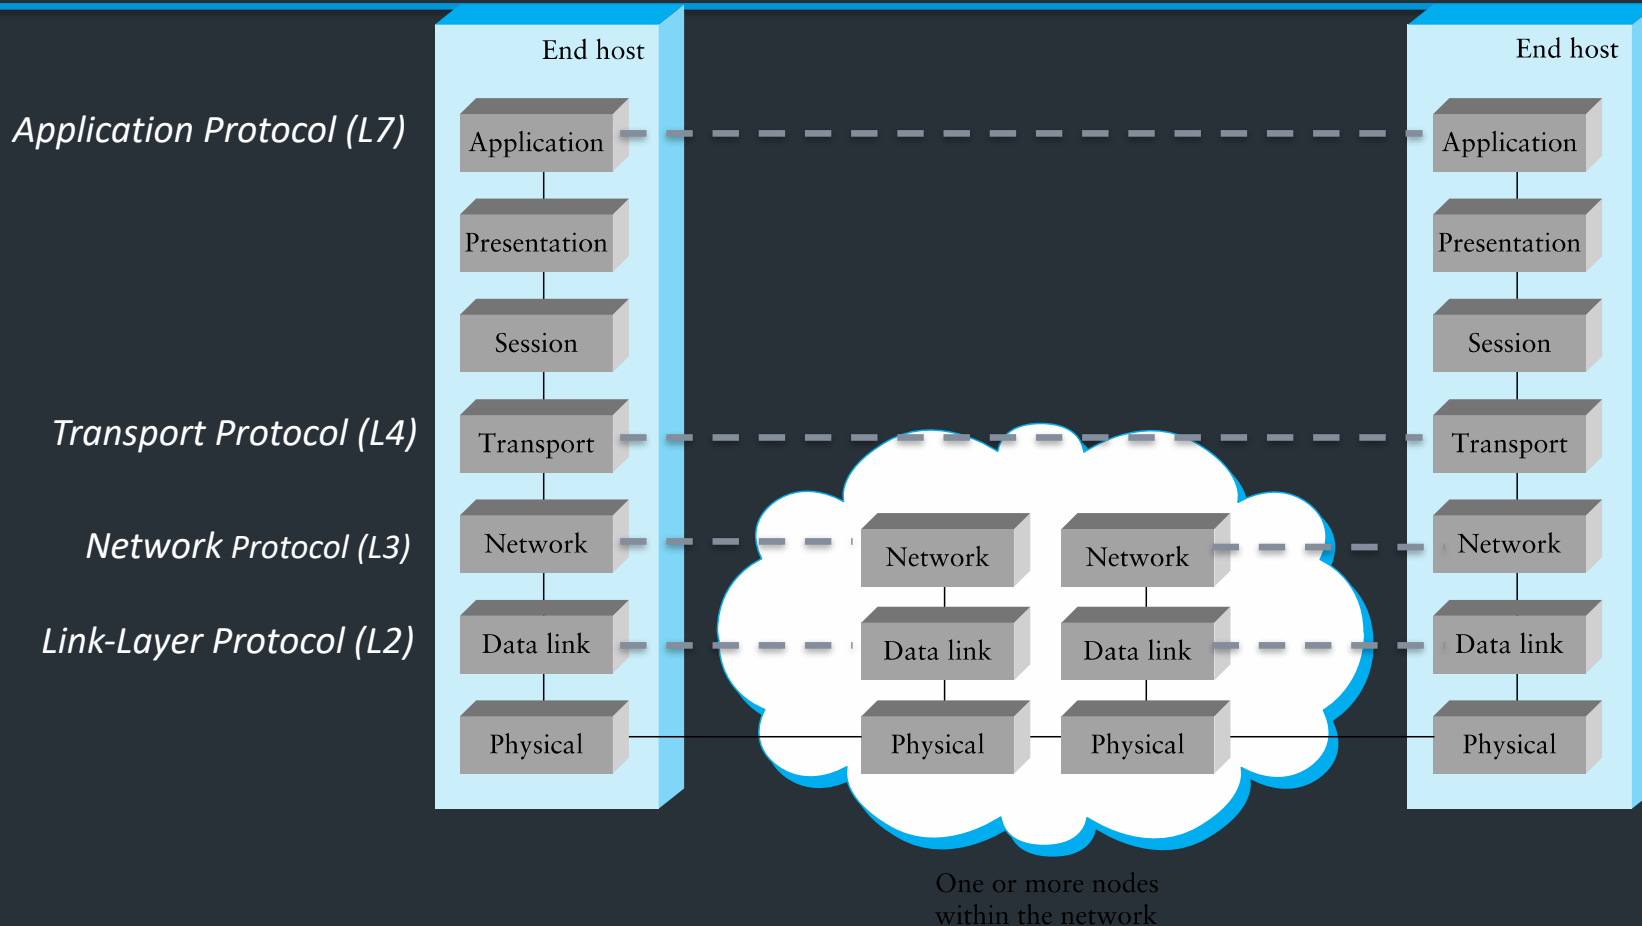 End host
End host
Application Protocol (L7)
Application
Application
Presentation
Presentation
Session
Session
Transport Protocol (L4)
Transport
Transport
Network Protocol (L3)
Network
Network
Network
Network
Link-Layer Protocol (L2)
Data link
Data link
Data link
Data link
Physical
Physical
Physical
Physical
One or more nodes
within the network